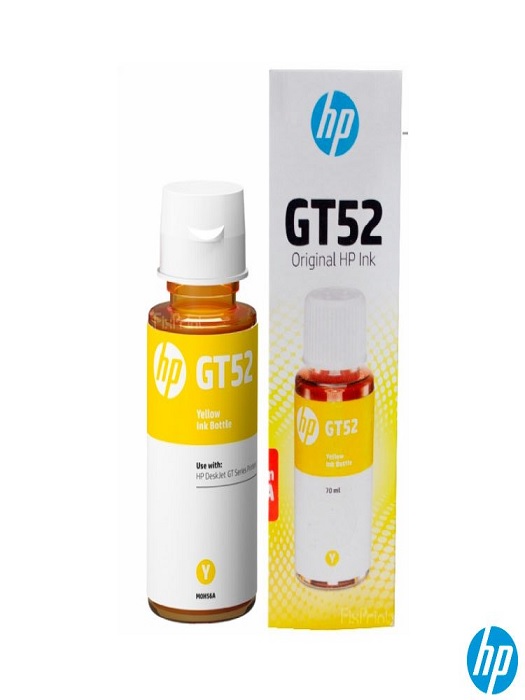 hp
GT52
Original HP Ink
hp GT52
Yellow
Ink Bottle
70 ml
hp GT52
Yellow
Ink Bottle
Use with:
HP DeskJet GT Series
Y
M0H56A
hp